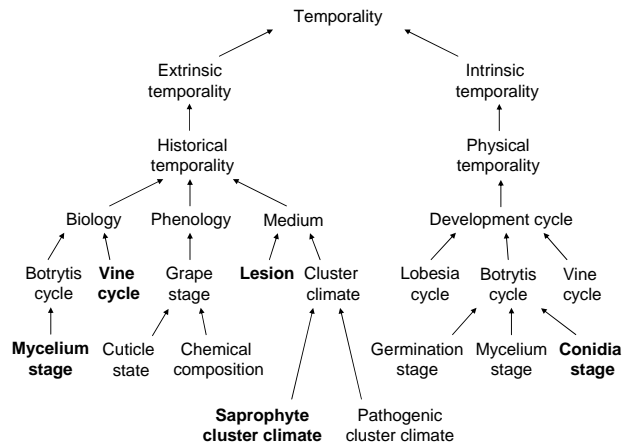 Temporality
Extrinsic
temporality
Intrinsic
temporality
Historical
temporality
Physical
temporality
Biology
Phenology
Medium
Development cycle
Botrytis
cycle
Vine
cycle
Grape
stage
Lesion
Cluster
climate
Lobesia
cycle
Botrytis
cycle
Vine
cycle
Mycelium
stage
Cuticle
state
Chemical
composition
Germination
stage
Mycelium
stage
Conidia
stage
Saprophyte
cluster climate
Pathogenic
cluster climate